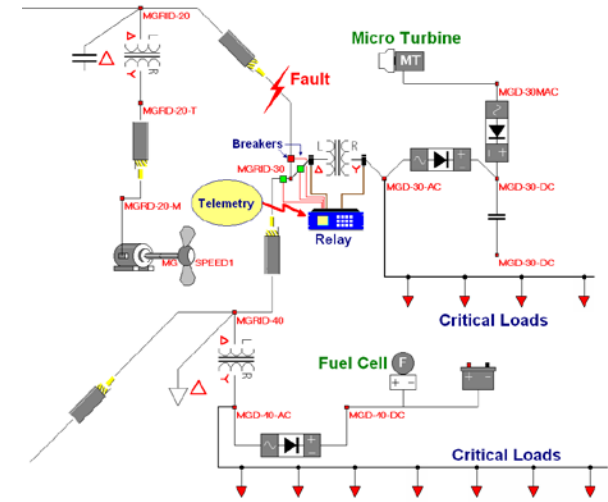 MGRID-20
Micro Turbine
L
R
MT
Fault
MGD-30MAC
MGRD-20-T
Breakers
L
R
MGRID-30
MGD-30-AC
MGD-30-DC
Telemetry
MGRD-20-M
Relay
MG
SPEED1
MGD-30-DC
Critical Loads
MGRID-40
L
R
Fuel Cell
F
MGD-40-AC
MGD-40-DC
Critical Loads